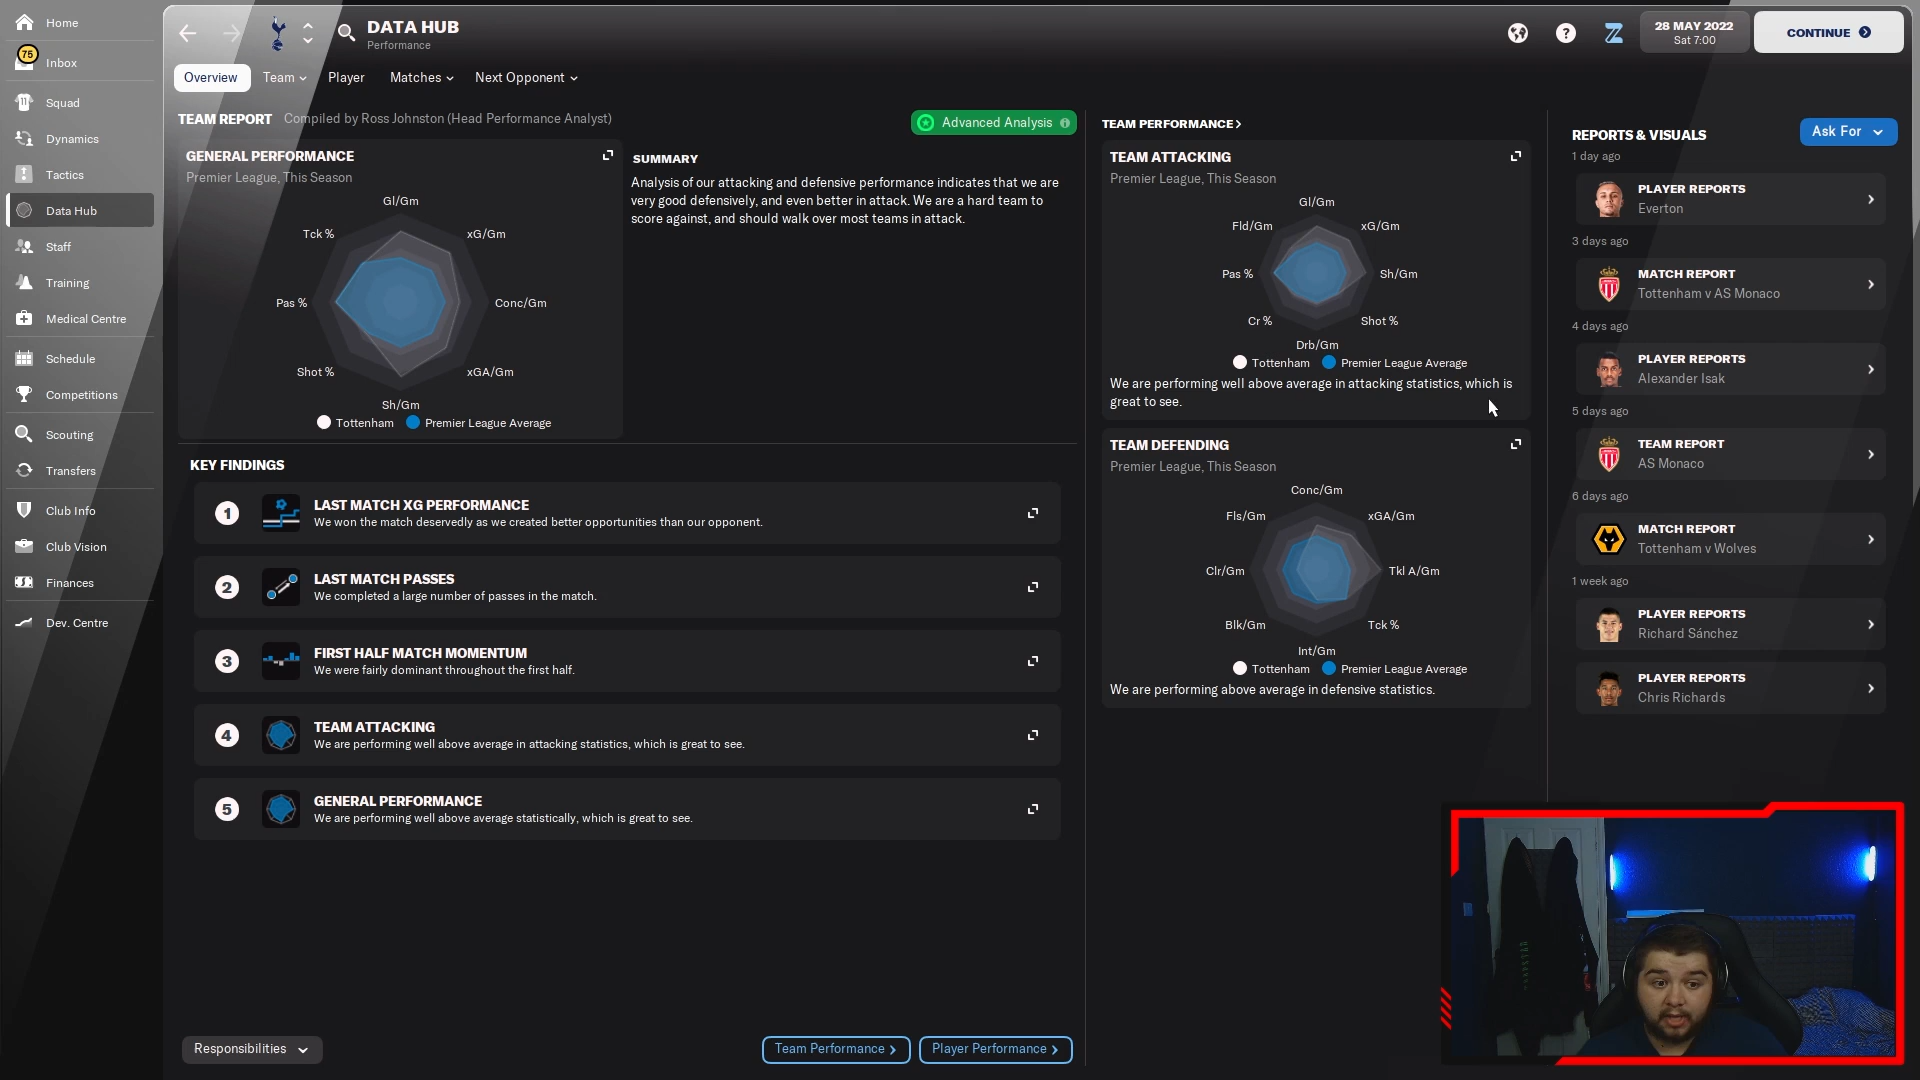 Home
75
Inbox
Squad
Dynamics
Tactics
Data Hub
Staff
Training
Medical Centre
Schedule
Competitions
Scouting
Transfers
Club Info
Club Vision
Finances
Dev. Centre
DATA HUB
Performance
28 MAY 2022
Sat 7:00
CONTINUE
Overview Team Player Matches Next Opponent
TEAM REPORT Compiled by Ross Johnston (Head Performance Analyst)
Advanced Analysis
GENERAL PERFORMANCE
Premier League, This Season
Gl/Gm
Tck % xG/Gm
Pas % Conc/Gm
Shot % xGA/Gm
Sh/Gm
Tottenham Premier League Average
SUMMARY
Analysis of our attacking and defensive performance indicates that we are
very good defensively, and even better in attack. We are a hard team to
score against, and should walk over most teams in attack.
KEY FINDINGS
1
LAST MATCH XG PERFORMANCE
We won the match deservedly as we created better opportunities than our opponent.
2
LAST MATCH PASSES
We completed a large number of passes in the match.
3
FIRST HALF MATCH MOMENTUM
We were fairly dominant throughout the first half.
4
TEAM ATTACKING
We are performing well above average in attacking statistics, which is great to see.
5
GENERAL PERFORMANCE
We are performing well above average statistically, which is great to see.
Responsibilities
Team Performance
Player Performance
TEAM PERFORMANCE
TEAM ATTACKING
Premier League, This Season
Gl/Gm
Fld/Gm xG/Gm
Pas % Sh/Gm
Cr % Shot %
Drb/Gm
Tottenham Premier League Average
We are performing well above average in attacking statistics, which is
great to see.
TEAM DEFENDING
Premier League, This Season
Conc/Gm
Fls/Gm xGA/Gm
Clr/Gm Tkl A/Gm
Blk/Gm Tck %
Int/Gm
Tottenham Premier League Average
We are performing above average in defensive statistics.
REPORTS & VISUALS
Ask For
1 day ago
PLAYER REPORTS
Everton
3 days ago
MATCH REPORT
Tottenham v AS Monaco
4 days ago
PLAYER REPORTS
Alexander Isak
5 days ago
TEAM REPORT
AS Monaco
6 days ago
MATCH REPORT
Tottenham v Wolves
1 week ago
PLAYER REPORTS
Richard Sánchez
PLAYER REPORTS
Chris Richards